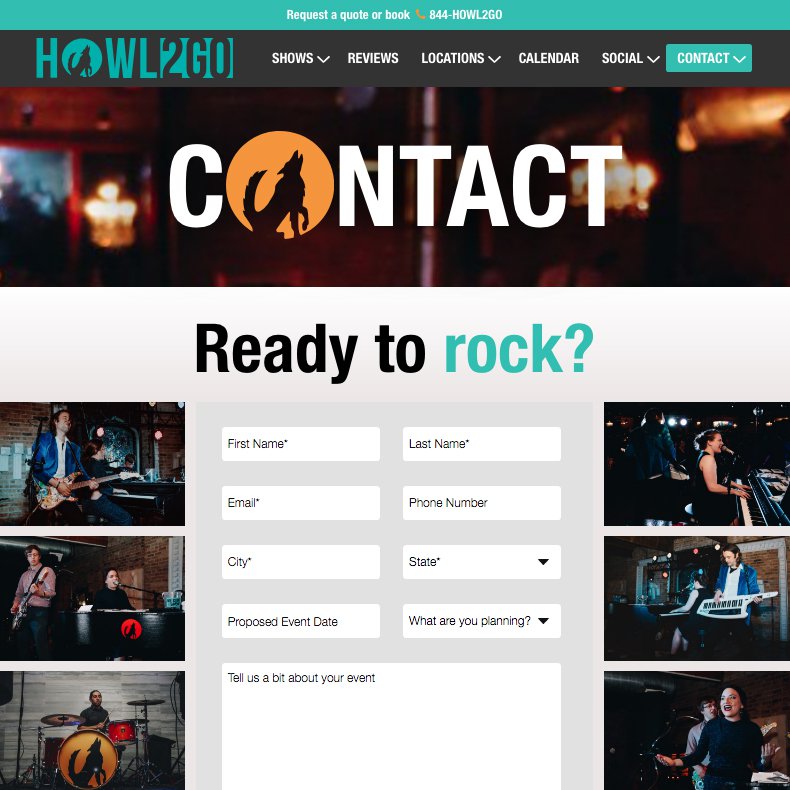 Request a quote or book 844-HOWL2GO
HOWL2GO
SHOWS REVIEWS LOCATIONS CALENDAR SOCIAL CONTACT
CONTACT
Ready to rock?
First Name* Last Name*
Email* Phone Number
City* State*
Proposed Event Date What are you planning?
Tell us a bit about your event